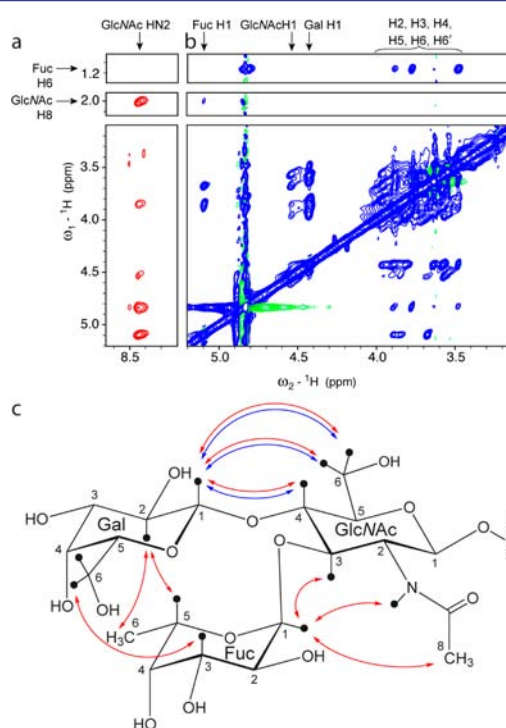 a
GlcNAc HN2
b
Fuc H1
GlcNAcH1
Gal H1
H2, H3, H4,
H5, H6, H6′
Fuc
H6
1.2
GlcNAc
H8
2.0
3.5
4.0
4.5
5.0
ω1 - 1H (ppm)
8.5
5.0
4.5
4.0
3.5
ω2 - 1H (ppm)
c
OH
6
OH
3
2
1
O
4
5
O
HO
Gal
GlcNAc
O
4
5
O
3
2
1
O
6
HO
OH
N
O
H3C
6
5
O
1
8
CH3
Fuc
4
3
2
OH
HO
OH